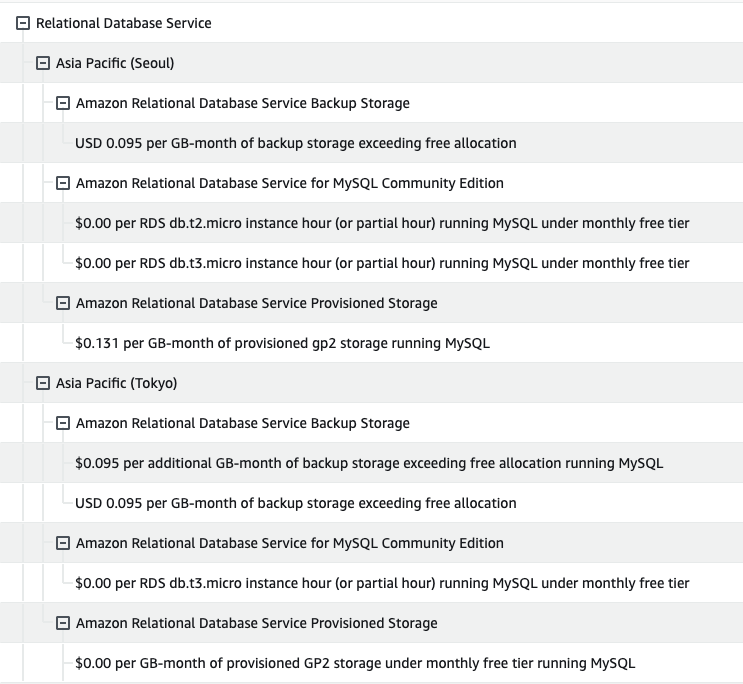 Relational Database Service
Asia Pacific (Seoul)
Amazon Relational Database Service Backup Storage
USD 0.095 per GB-month of backup storage exceeding free allocation
Amazon Relational Database Service for MySQL Community Edition
$0.00 per RDS db.t2.micro instance hour (or partial hour) running MySQL under monthly free tier
$0.00 per RDS db.t3.micro instance hour (or partial hour) running MySQL under monthly free tier
Amazon Relational Database Service Provisioned Storage
$0.131 per GB-month of provisioned gp2 storage running MySQL
Asia Pacific (Tokyo)
Amazon Relational Database Service Backup Storage
$0.095 per additional GB-month of backup storage exceeding free allocation running MySQL
USD 0.095 per GB-month of backup storage exceeding free allocation
Amazon Relational Database Service for MySQL Community Edition
$0.00 per RDS db.t3.micro instance hour (or partial hour) running MySQL under monthly free tier
Amazon Relational Database Service Provisioned Storage
$0.00 per GB-month of provisioned GP2 storage under monthly free tier running MySQL